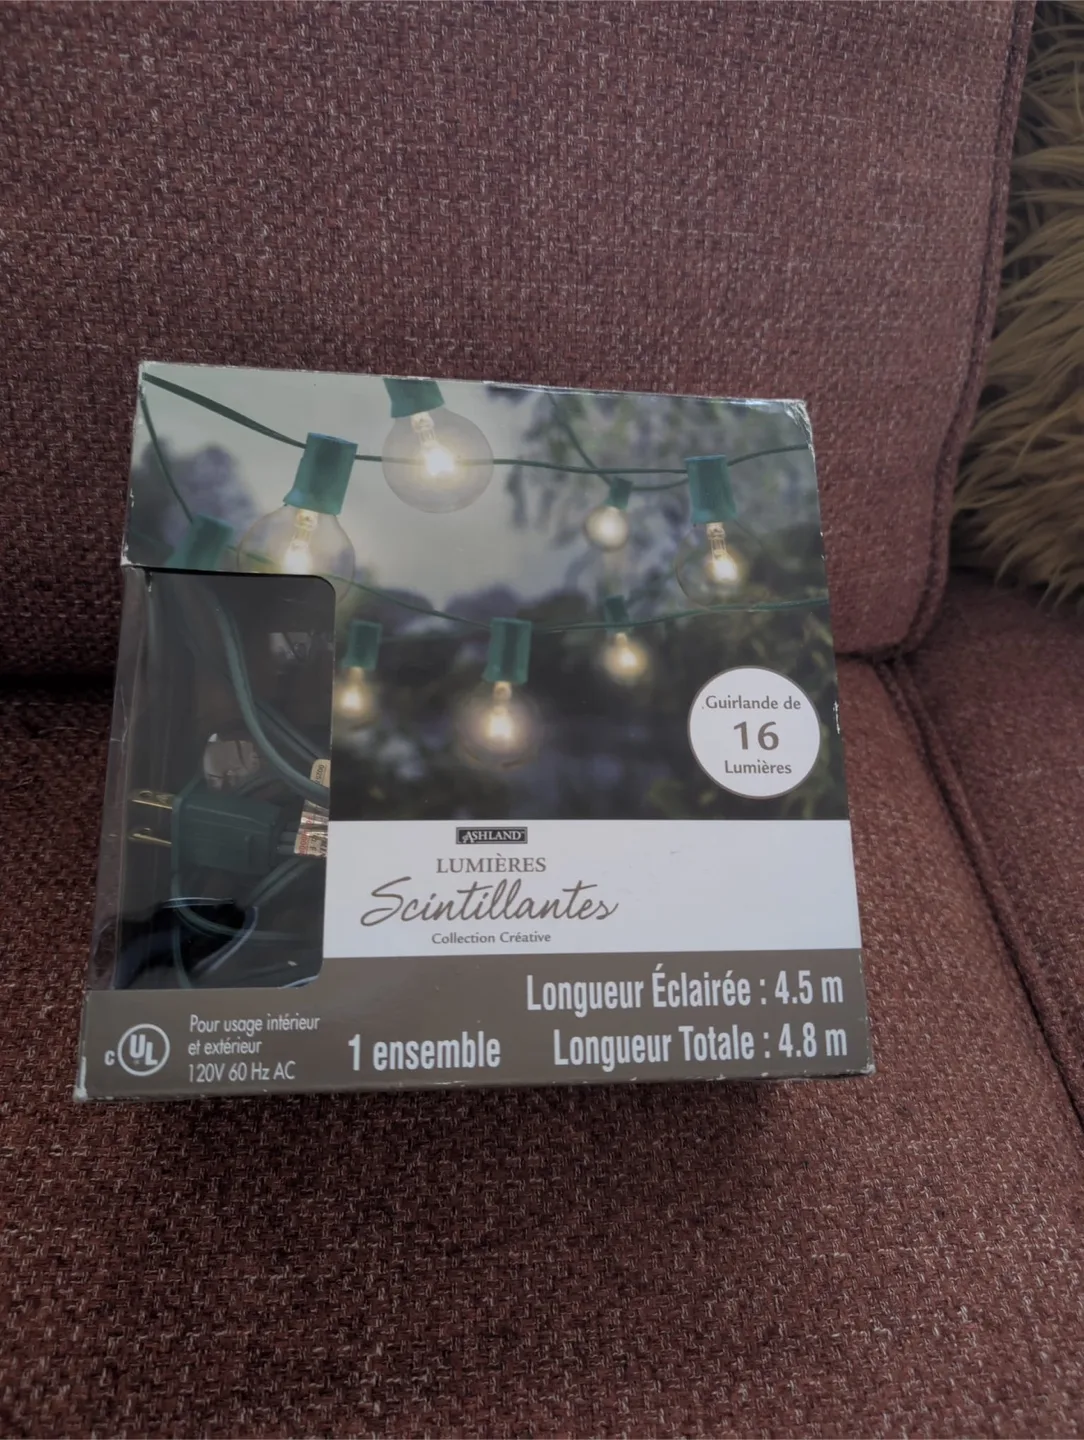 Guirlande de
16
Lumières
ASHLAND
LUMIÈRES
Scintillantes
Collection Créative
Longueur Éclairée : 4.5 m
Longueur Totale : 4.8 m
1 ensemble
Pour usage intérieur
et extérieur
120V 60 Hz AC
c UL